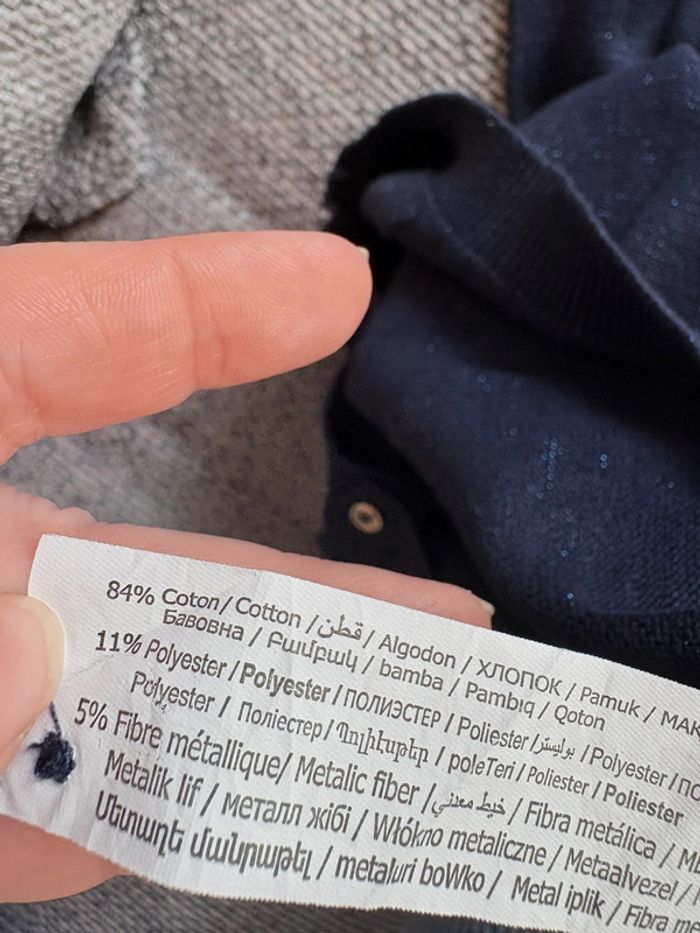 84% Coton / Cotton / قطن / Algodon / ХЛОПОК / Pamuk / MAK
Бавовна / Բամբակ / bamba / Pambıq / Qoton
11% Polyester / Polyester / ПОЛИЭСТЕР / Poliester / بوليستر / Polyester / ПО
Polyester / Поліестер / Պոլիէսթեր / poleTeri / Poliester / Poliester
5% Fibre métallique / Metalic fiber / خيط معدني / Fibra metálica / М
Metalik lif / металл жібі / Włókno metaliczne / Metaalvezel /
Մետաղե մանրաթել / metaluri boWko / Metal iplik / Fibra me